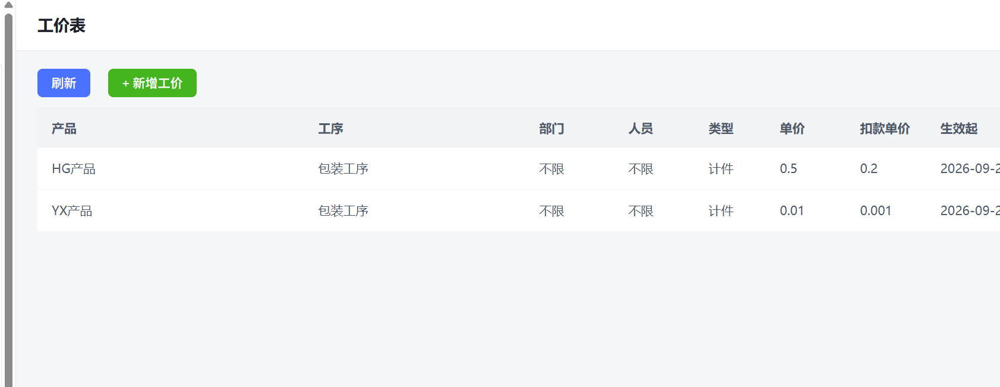 工价表
刷新 + 新增工价
产品 工序 部门 人员 类型 单价 扣款单价 生效起
HG产品 包装工序 不限 不限 计件 0.5 0.2 2026-09-2
YX产品 包装工序 不限 不限 计件 0.01 0.001 2026-09-2